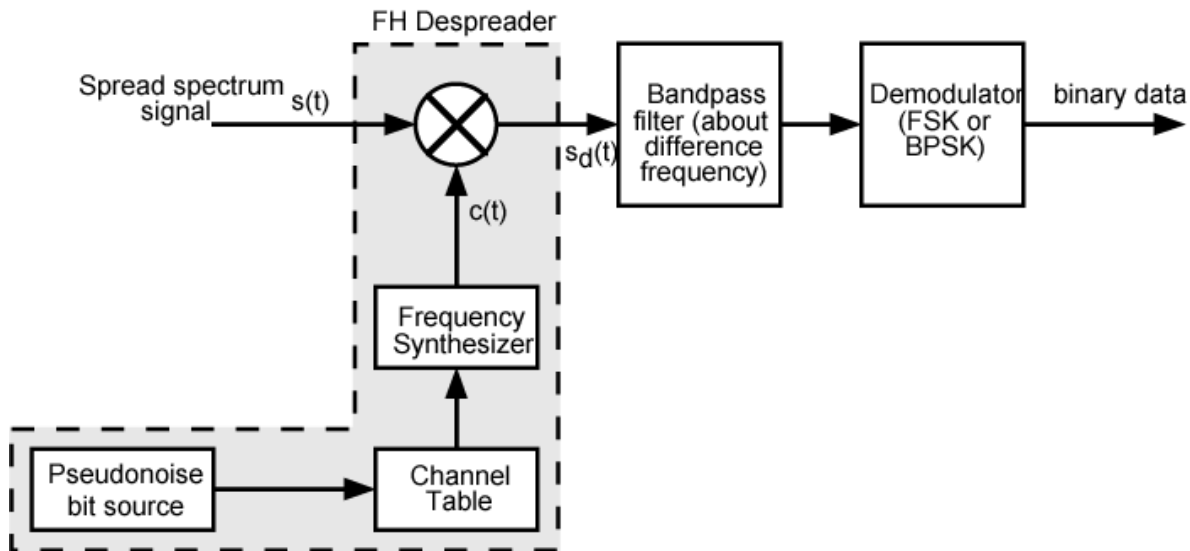 FH Despreader
Spread spectrum
signal
s(t)
Bandpass
filter (about
difference
frequency)
Demodulator
(FSK or
BPSK)
binary data
s_d(t)
c(t)
Frequency
Synthesizer
Pseudonoise
bit source
Channel
Table